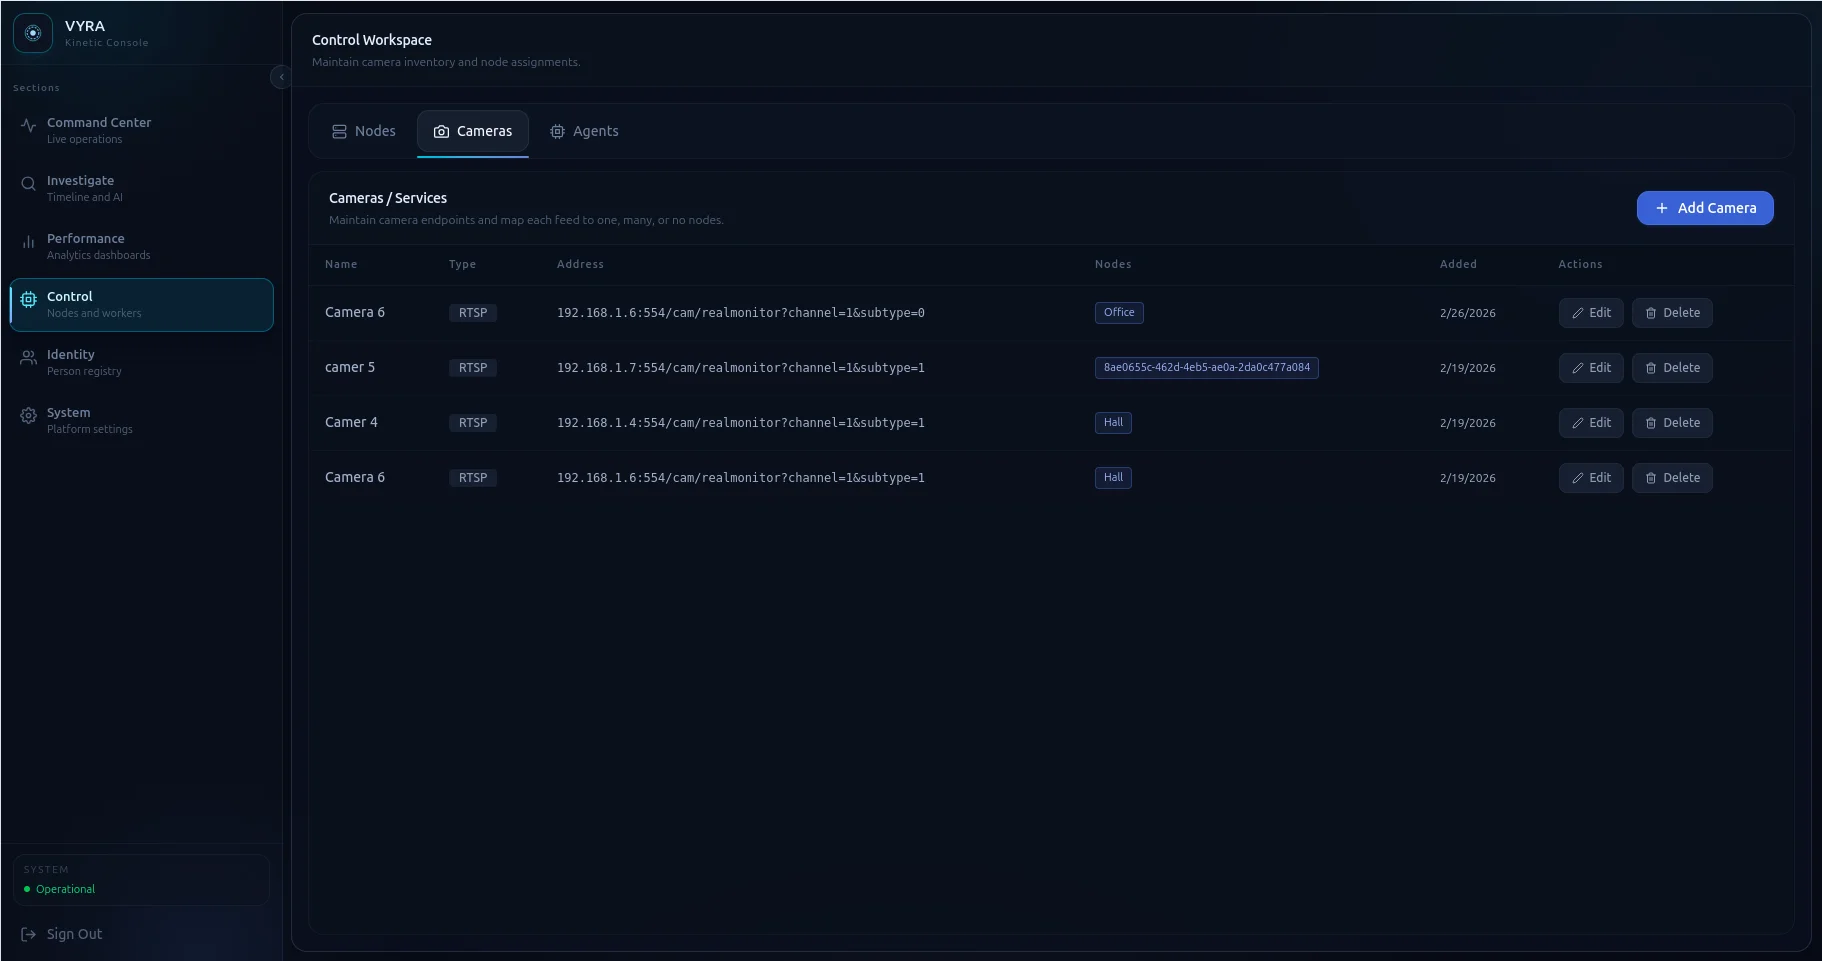 VYRA
Kinetic Console
Sections
Command Center
Live operations
Investigate
Timeline and AI
Performance
Analytics dashboards
Control
Nodes and workers
Identity
Person registry
System
Platform settings
SYSTEM
Operational
Sign Out
Control Workspace
Maintain camera inventory and node assignments.
Nodes Cameras Agents
Cameras / Services
Maintain camera endpoints and map each feed to one, many, or no nodes.
+ Add Camera
Name Type Address Nodes Added Actions
Camera 6 RTSP 192.168.1.6:554/cam/realmonitor?channel=1&subtype=0 Office 2/26/2026 Edit Delete
camer 5 RTSP 192.168.1.7:554/cam/realmonitor?channel=1&subtype=1 8ae0655c-462d-4eb5-ae0a-2da0c477a084 2/19/2026 Edit Delete
Camer 4 RTSP 192.168.1.4:554/cam/realmonitor?channel=1&subtype=1 Hall 2/19/2026 Edit Delete
Camera 6 RTSP 192.168.1.6:554/cam/realmonitor?channel=1&subtype=1 Hall 2/19/2026 Edit Delete